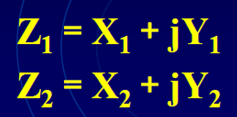 Z₁ = X₁ + jY₁
Z₂ = X₂ + jY₂